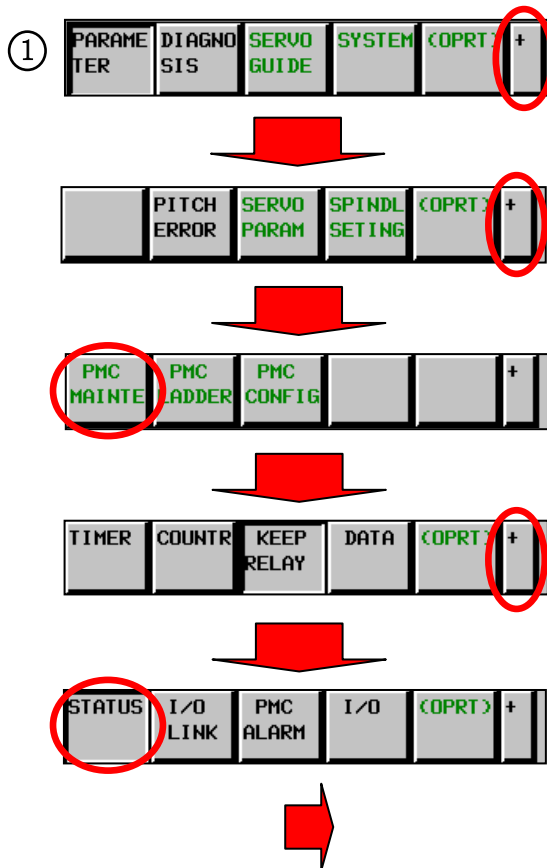 ①
PARAME DIAGNO SERVO SYSTEM (OPRT) +
TER SIS GUIDE
PITCH SERVO SPINDL (OPRT) +
ERROR PARAM SETING
PMC PMC PMC +
MAINTE LADDER CONFIG
TIMER COUNTR KEEP DATA (OPRT) +
RELAY
STATUS I/O PMC I/O (OPRT) +
LINK ALARM